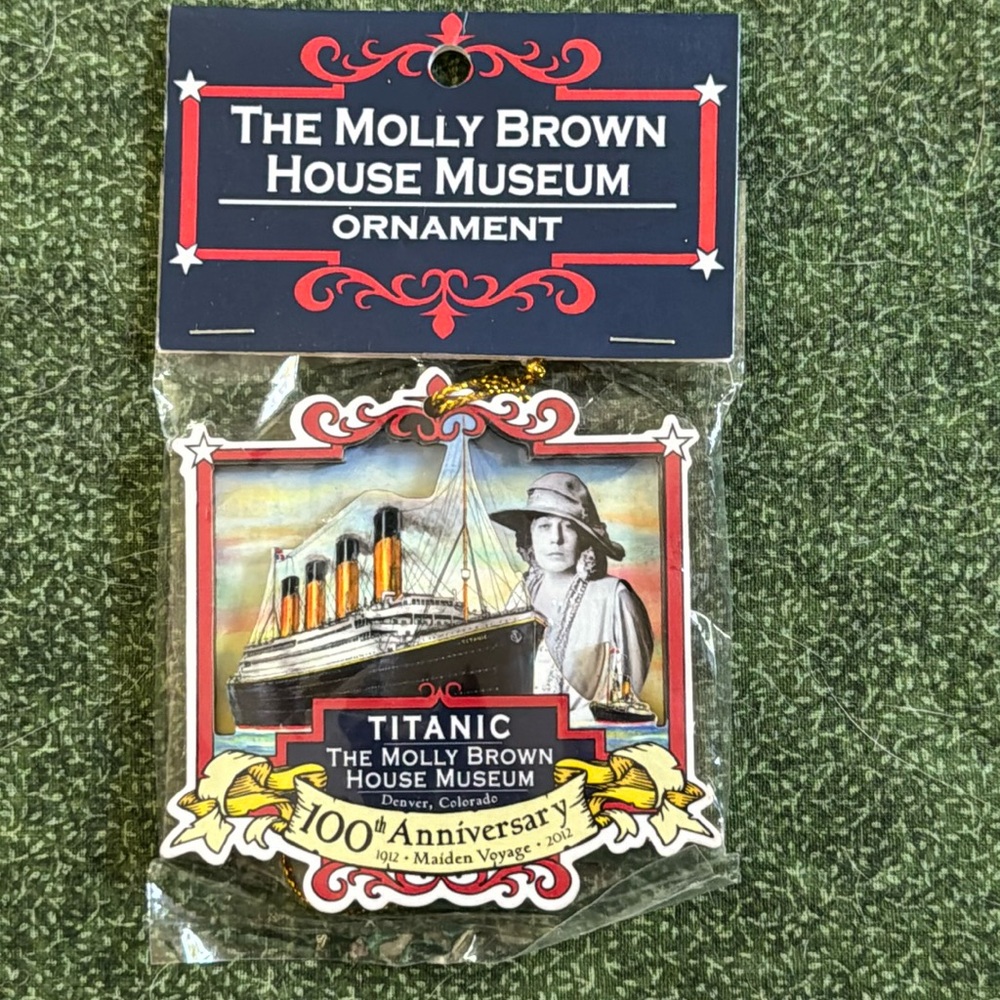 THE MOLLY BROWN
HOUSE MUSEUM
ORNAMENT
TITANIC
TITANIC
THE MOLLY BROWN
HOUSE MUSEUM
Denver, Colorado
100th Anniversary
1912 • Maiden Voyage • 2012